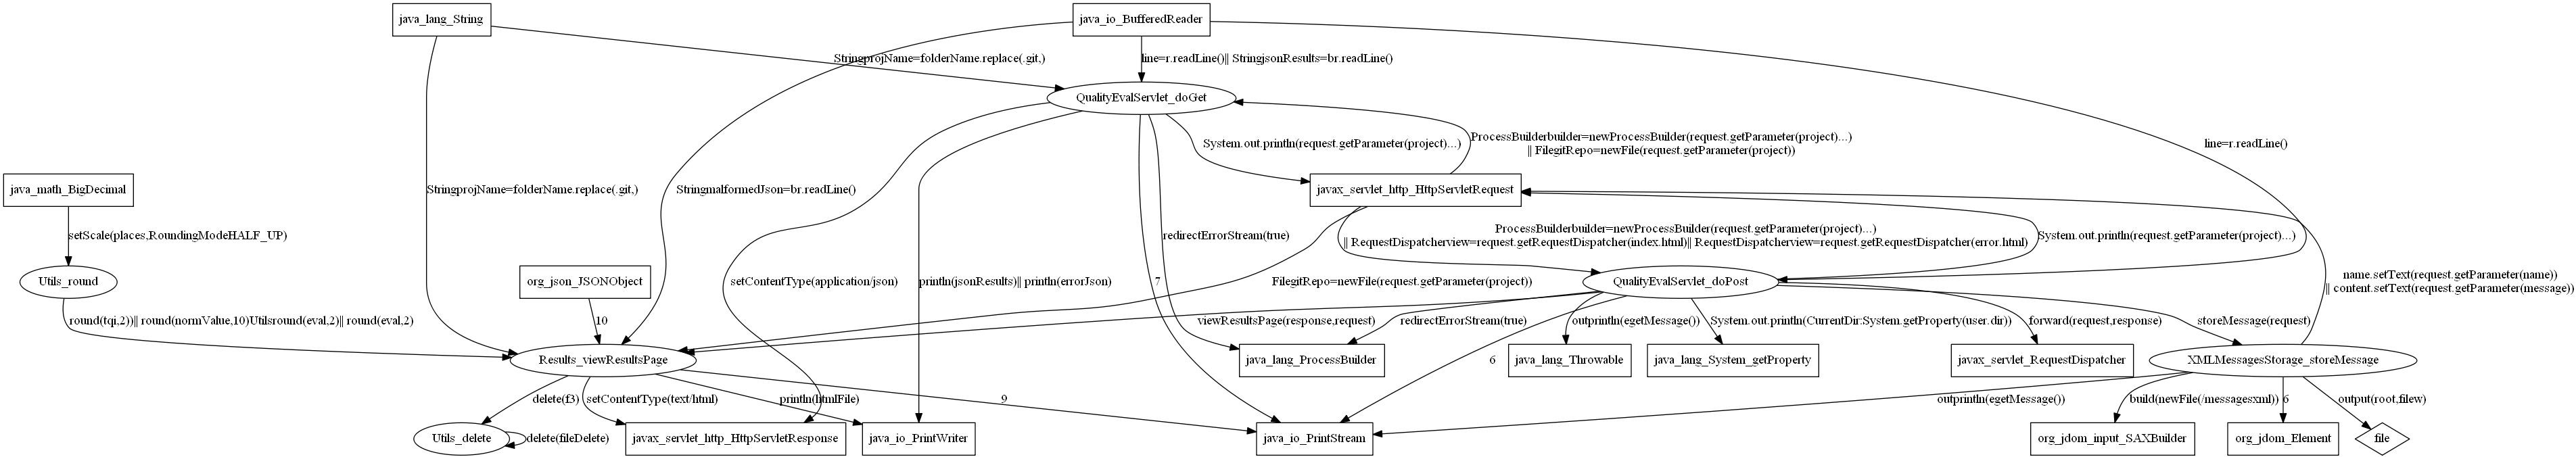 java_lang_String
java_io_BufferedReader
StringprojName=folderName.replace(.git,)
line=r.readLine()|| StringjsonResults=br.readLine()
QualityEvalServlet_doGet
System.out.println(request.getParameter(project)...)
ProcessBuilderbuilder=newProcessBuilder(request.getParameter(project)...)
|| FilegitRepo=newFile(request.getParameter(project))
line=r.readLine()
java_math_BigDecimal
StringprojName=folderName.replace(.git,)
StringmalformedJson=br.readLine()
javax_servlet_http_HttpServletRequest
setScale(places,RoundingModeHALF_UP)
redirectErrorStream(true)
ProcessBuilderbuilder=newProcessBuilder(request.getParameter(project)...)
|| RequestDispatcherview=request.getRequestDispatcher(index.html)|| RequestDispatcherview=request.getRequestDispatcher(error.html)
System.out.println(request.getParameter(project)...)
Utils_round
org_json_JSONObject
setContentType(application/json)
println(jsonResults)|| println(errorJson)
7
FilegitRepo=newFile(request.getParameter(project))
QualityEvalServlet_doPost
name.setText(request.getParameter(name))
|| content.setText(request.getParameter(message))
round(tqi,2))|| round(normValue,10)Utilsround(eval,2)|| round(eval,2)
10
viewResultsPage(response,request)
redirectErrorStream(true)
outprintln(egetMessage())
System.out.println(CurrentDir:System.getProperty(user.dir))
forward(request,response)
storeMessage(request)
Results_viewResultsPage
java_lang_ProcessBuilder
6
java_lang_Throwable
java_lang_System_getProperty
javax_servlet_RequestDispatcher
XMLMessagesStorage_storeMessage
delete(f3)
setContentType(text/html)
println(htmlFile)
9
outprintln(egetMessage())
build(newFile(/messagesxml))
6
output(root,filew)
Utils_delete
delete(fileDelete)
javax_servlet_http_HttpServletResponse
java_io_PrintWriter
java_io_PrintStream
org_jdom_input_SAXBuilder
org_jdom_Element
file